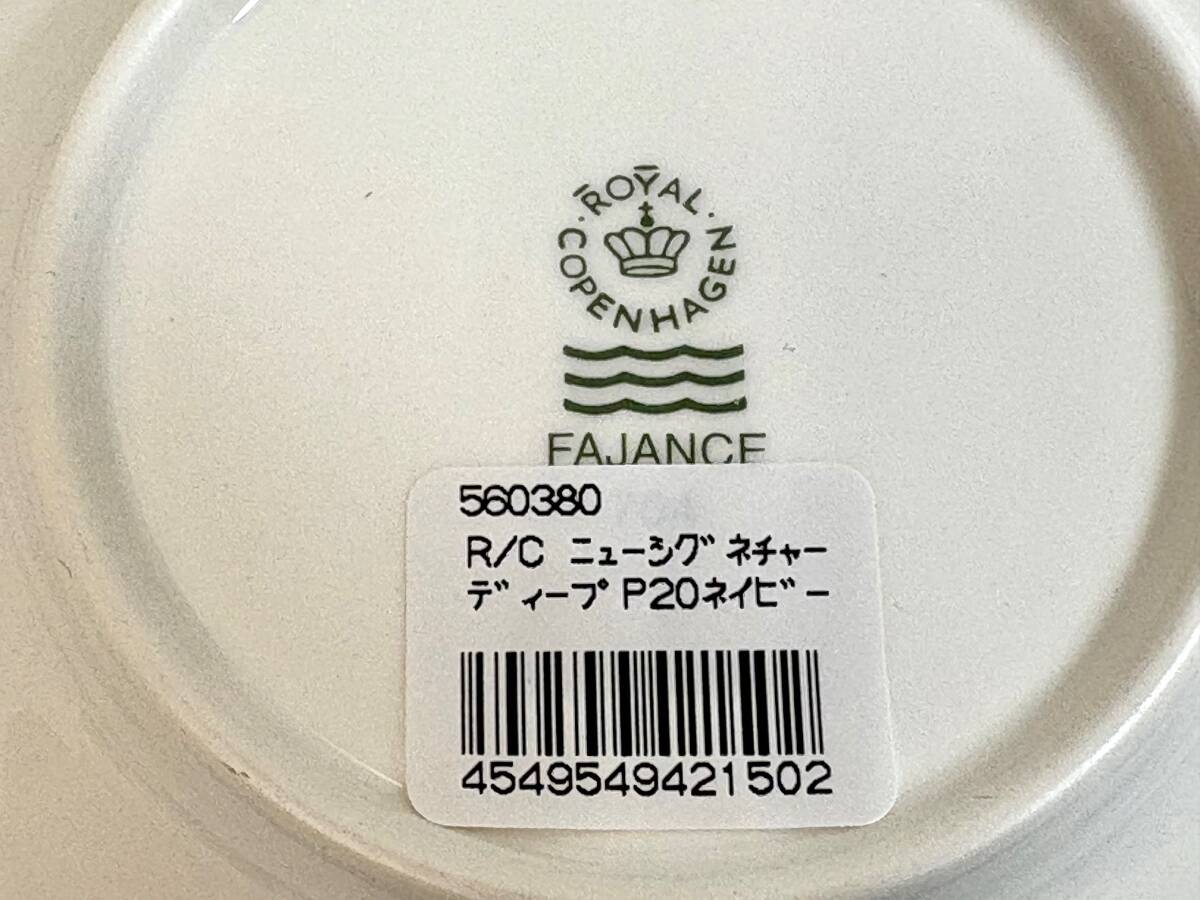 ROYAL
COPENHAGEN
FAJANCE
560380
R/C ニューシグネチャー
ディープP20ネイビー
4549549421502